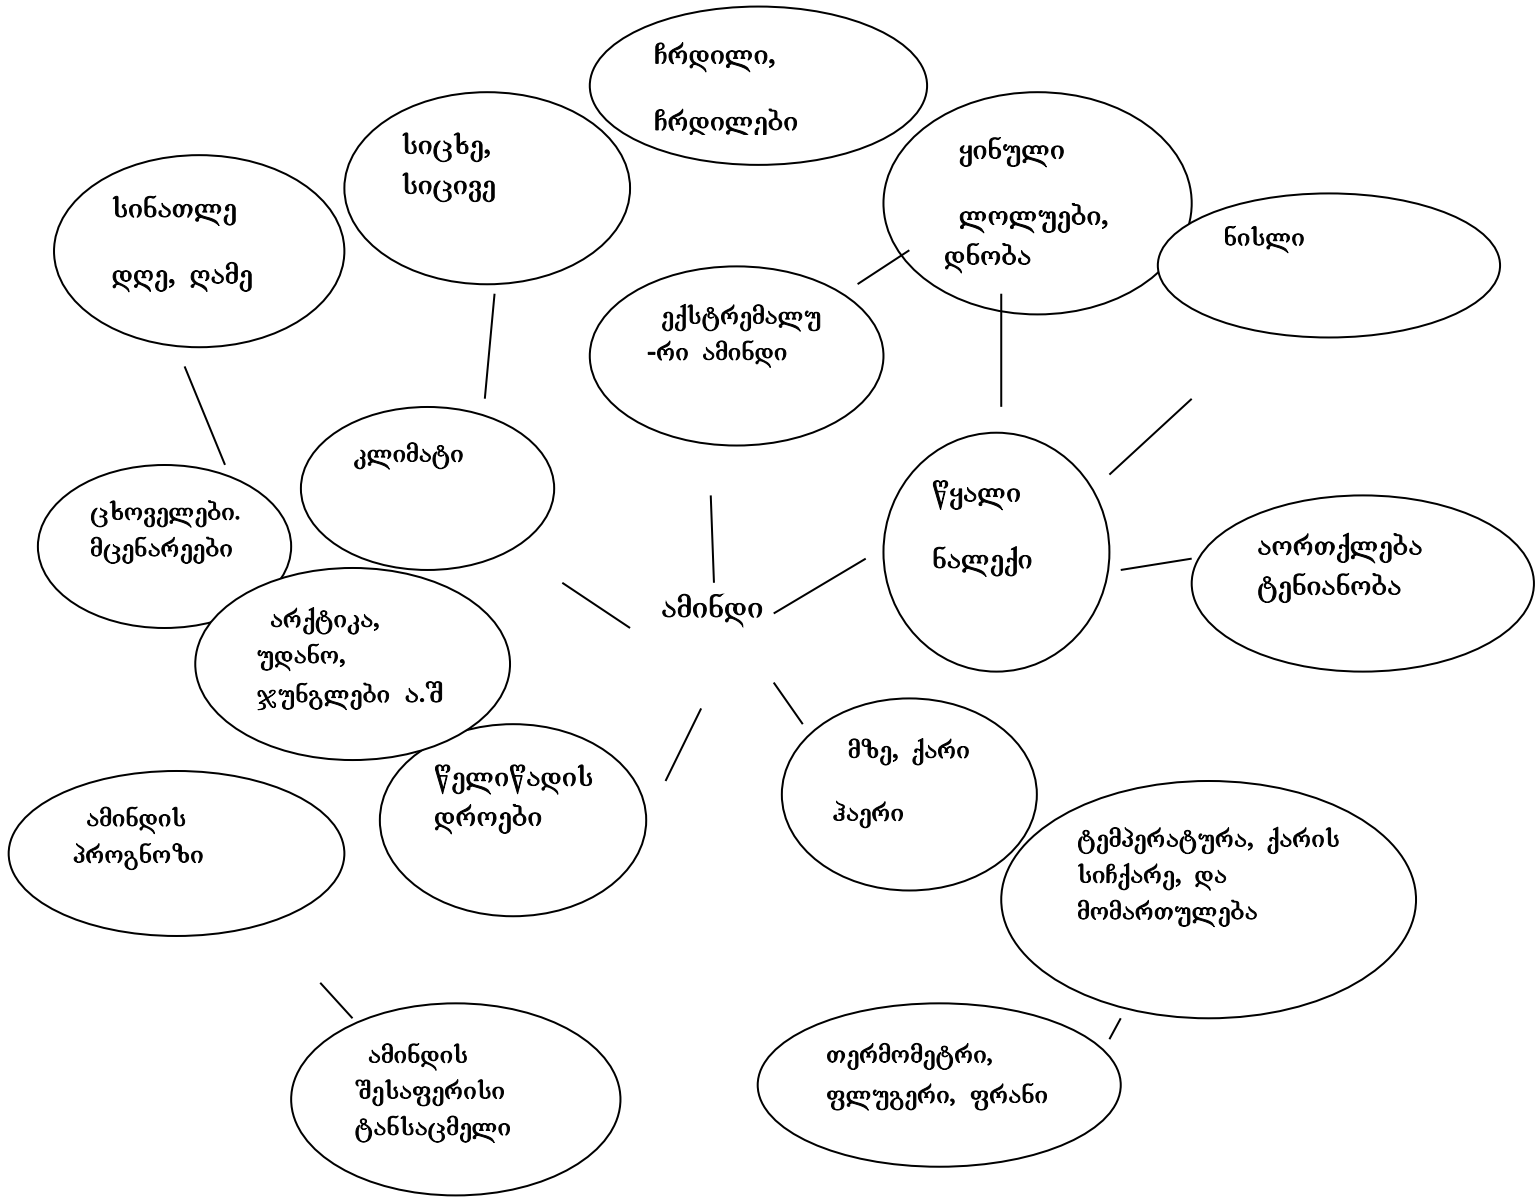 ჩრდილი,
ჩრდილები
სიცხე,
სიცივე
ყინული
ლოლუები,
დნობა
სინათლე
დღე, ღამე
ნისლი
ექსტრემალუ
-რი ამინდი
კლიმატი
წყალი
ნალექი
ცხოველები.
მცენარეები
აორთქლება
ტენიანობა
ამინდი
არქტიკა,
უდანო,
ჯუნგლები ა.შ
მზე, ქარი
ჰაერი
წელიწადის
დროები
ამინდის
პროგნოზი
ტემპერატურა, ქარის
სიჩქარე, და
მომართულება
ამინდის
შესაფერისი
ტანსაცმელი
თერმომეტრი,
ფლუგერი, ფრანი